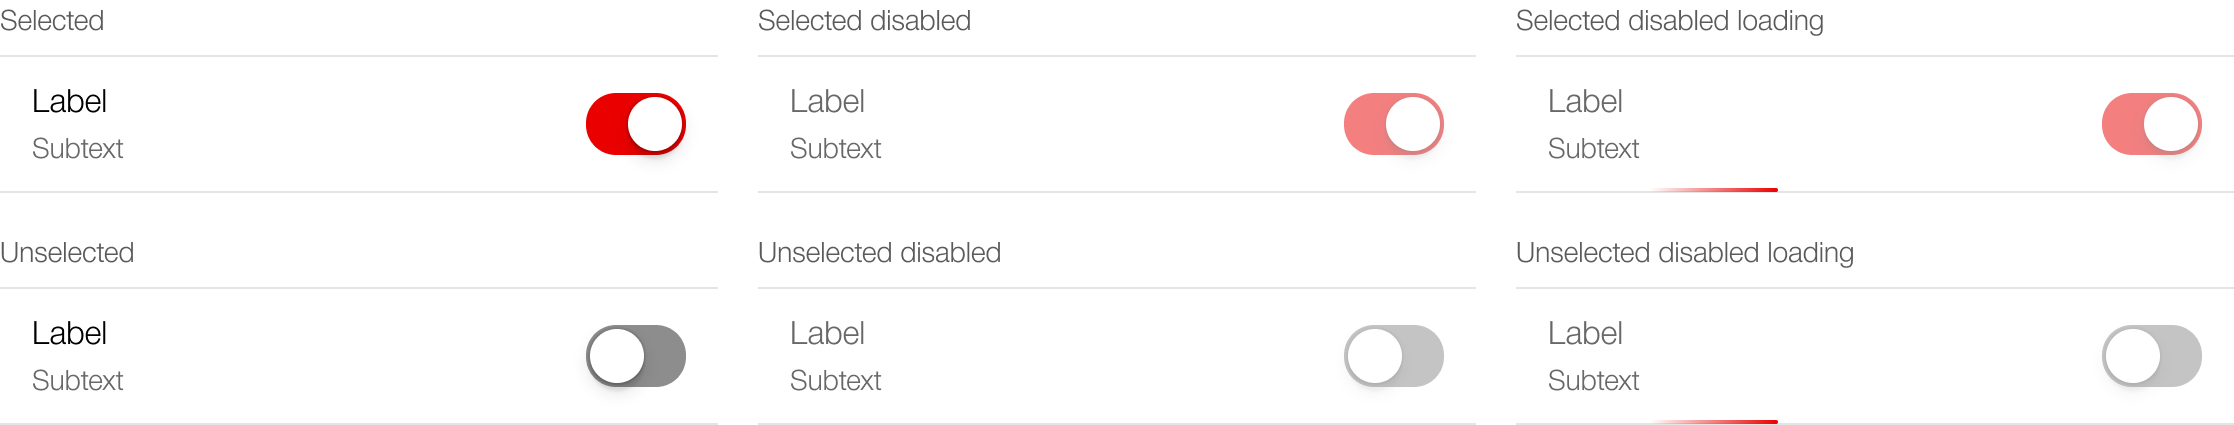 Selected
Label
Subtext
Selected disabled
Label
Subtext
Selected disabled loading
Label
Subtext
Unselected
Label
Subtext
Unselected disabled
Label
Subtext
Unselected disabled loading
Label
Subtext